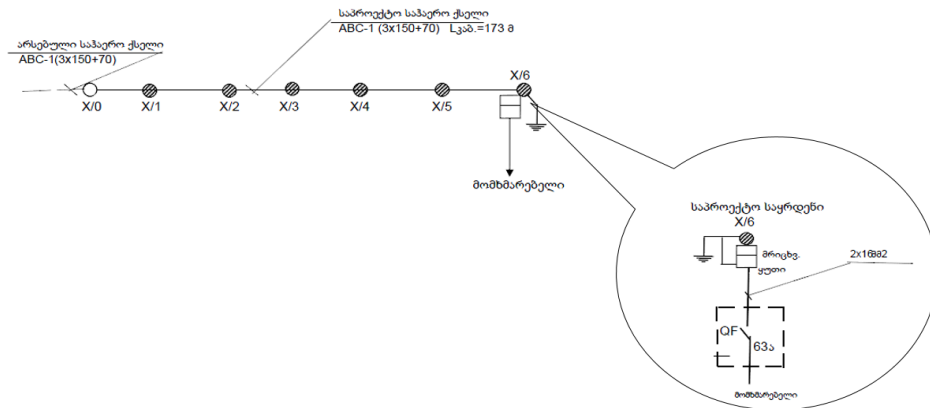 საპროექტო საჰაერო ქსელი
ABC-1 (3x150+70) Lკაბ.=173 მ
არსებული საჰაერო ქსელი
ABC-1(3x150+70)
X/0
X/1
X/2
X/3
X/4
X/5
X/6
მომხმარებელი
საპროექტო საყრდენი
X/6
მრიცხვ.
ყუთი
2x16მმ2
QF
63ა
მომხმარებელი